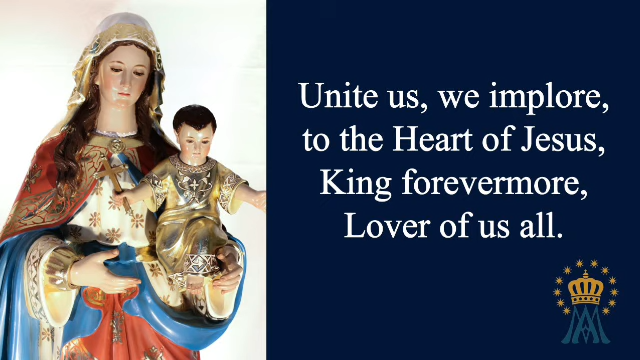 Unite us, we implore,
to the Heart of Jesus,
King forevermore,
Lover of us all.